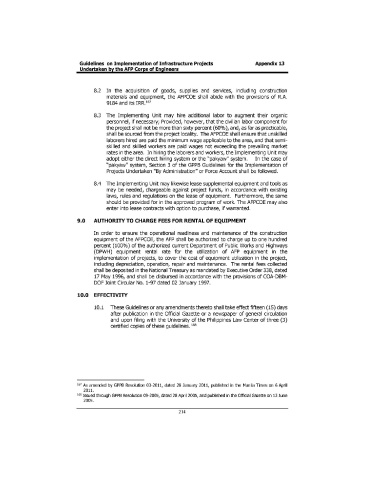 Guidelines on Implementation of Infrastructure Projects Appendix 13
Undertaken by the AFP Corps of Engineers
8.2 In the acquisition of goods, supplies and services, including construction
materials and equipment, the AFPCOE shall abide with the provisions of R.A.
9184 and its IRR.
8.3 The Implementing Unit may hire additional labor to augment their organic
personnel, if necessary; Provided, however, that the civilian labor component for
the project shall not be more than sixty percent (60%), and, as far as practicable,
shall be sourced from the project locality. The AFPCOE shall ensure that unskilled
laborers hired are paid the minimum wage applicable to the area, and that semi-
skilled and skilled workers are paid wages not exceeding the prevailing market
rates in the area. In hiring the laborers and workers, the Implementing Unit may
adopt either the direct hiring system or the "pakyaw" system. In the case of
"pakyaw" system, Section 3 of the GPPB Guidelines for the Implementation of
Projects Undertaken "By Administration" or Force Account shall be followed.
8.4 The Implementing Unit may likewise lease supplemental equipment and tools as
may be needed, chargeable against project funds, in accordance with existing
laws, rules and regulations on the lease of equipment. Furthermore, the same
should be provided for in the approved program of work. The AFPCOE may also
enter into lease contracts with option to purchase, if warranted.
9.0 AUTHORITY TO CHARGE FEES FOR RENTAL OF EQUIPMENT
In order to ensure the operational readiness and maintenance of the construction
equipment of the AFPCOE, the AFP shall be authorized to charge up to one hundred
percent (100%) of the authorized current Department of Public Works and Highways
(DPWH) equipment rental rate for the utilization of AFP equipment in the
implementation of projects, to cover the cost of equipment utilization in the project,
including depreciation, operation, repair and maintenance. The rental fees collected
shall be deposited in the National Treasury as mandated by Executive Order 338, dated
17 May 1996, and shall be disbursed in accordance with the provisions of COA-DBM-
DOF Joint Circular No. 1-97 dated 02 January 1997.
10.0 EFFECTIVITY
10.1 These Guidelines or any amendments thereto shall take effect fifteen (15) days
after publication in the Official Gazette or a newspaper of general circulation
and upon filing with the University of the Philippines Law Center of three (3)
certified copies of these guidelines.
As amended by GPPB Resolution 03-2011, dated 28 January 2011, published in the Manila Times on 6 April
2011.
Issued through GPPB Resolution 09-2005, dated 28 April 2005, and published in the Official Gazette on 13 June
2005.
214